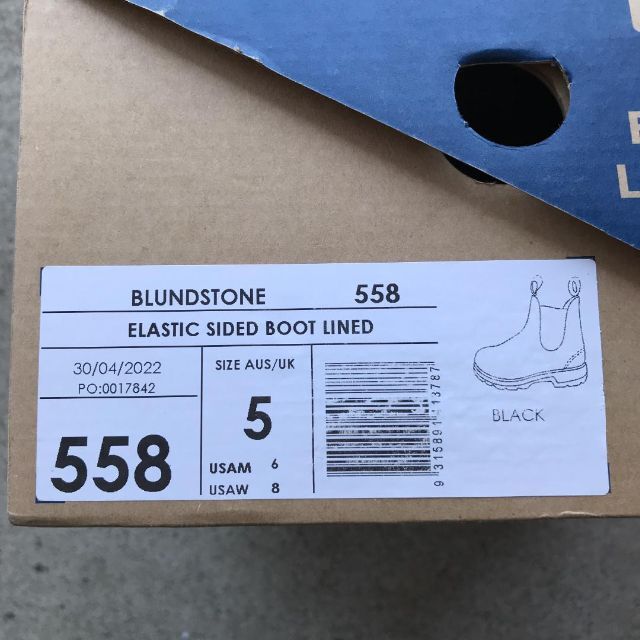 BLUNDSTONE 558
ELASTIC SIDED BOOT LINED
30/04/2022
PO:0017842
558
SIZE AUS/UK
5
USAM 6
USAW 8
BLACK